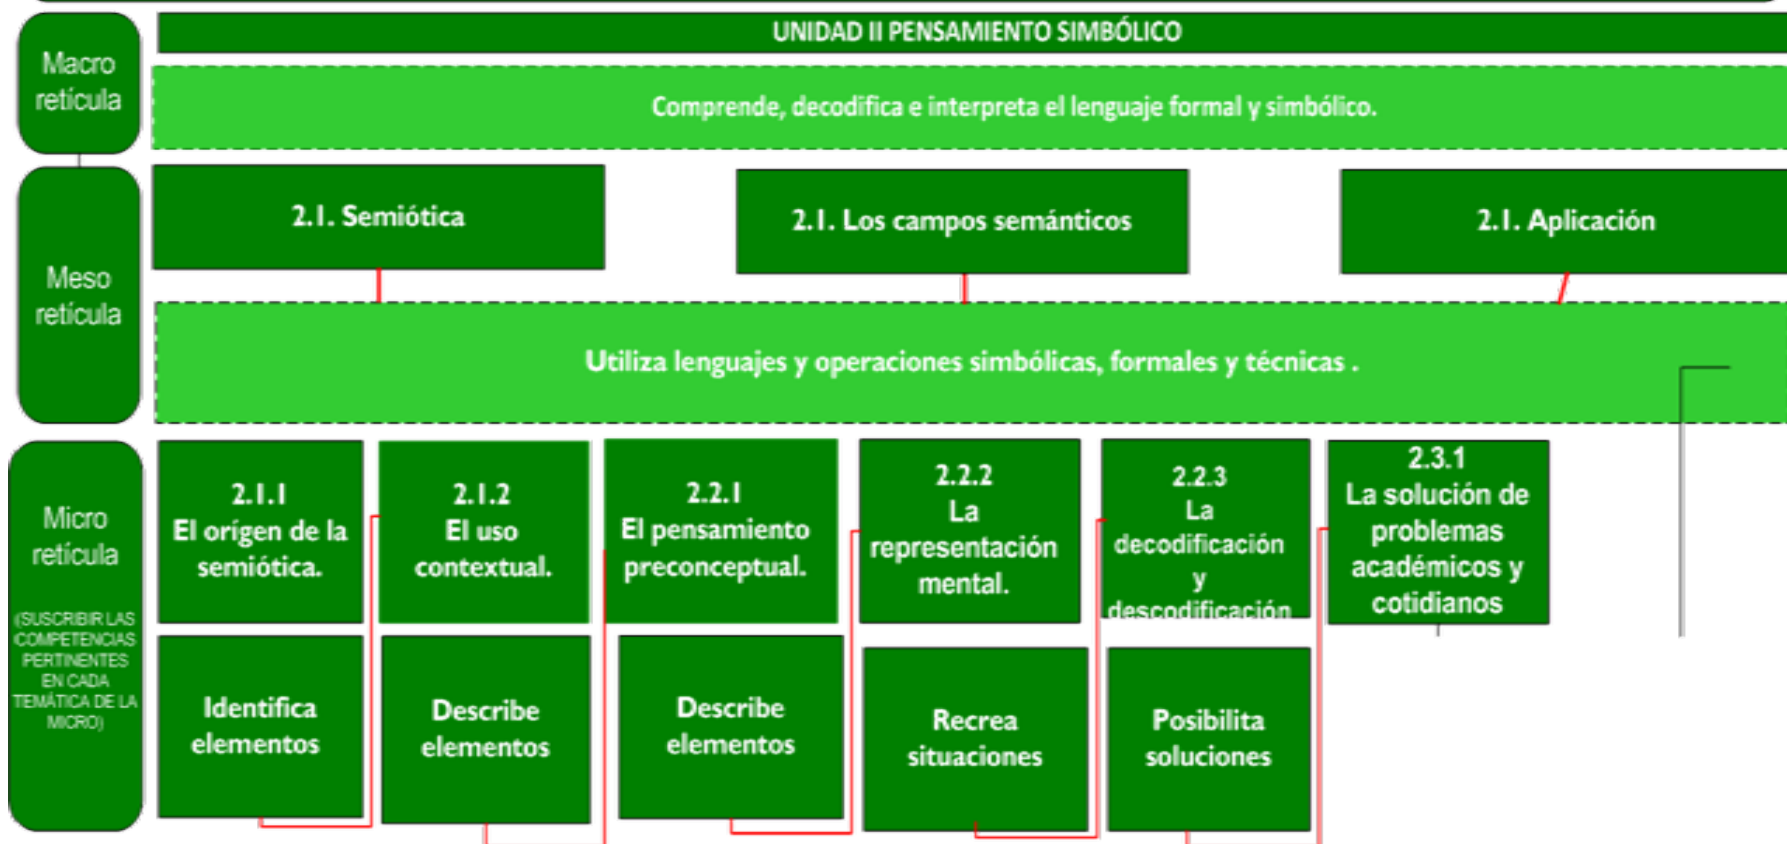 UNIDAD II PENSAMIENTO SIMBÓLICO
Macro
retícula
Comprende, decodifica e interpreta el lenguaje formal y simbólico.
2.1. Semiótica
2.1. Los campos semánticos
2.1. Aplicación
Meso
retícula
Utiliza lenguajes y operaciones simbólicas, formales y técnicas .
Micro
retícula
(SUSCRIBIR LAS
COMPETENCIAS
PERTINENTES
EN CADA
TEMÁTICA DE LA
MICRO)
2.1.1
El orígen de la
semiótica.
2.1.2
El uso
contextual.
2.2.1
El pensamiento
preconceptual.
2.2.2
La
representación
mental.
2.2.3
La
decodificación
y
descodificación
2.3.1
La solución de
problemas
académicos y
cotidianos
Identifica
elementos
Describe
elementos
Describe
elementos
Recrea
situaciones
Posibilita
soluciones